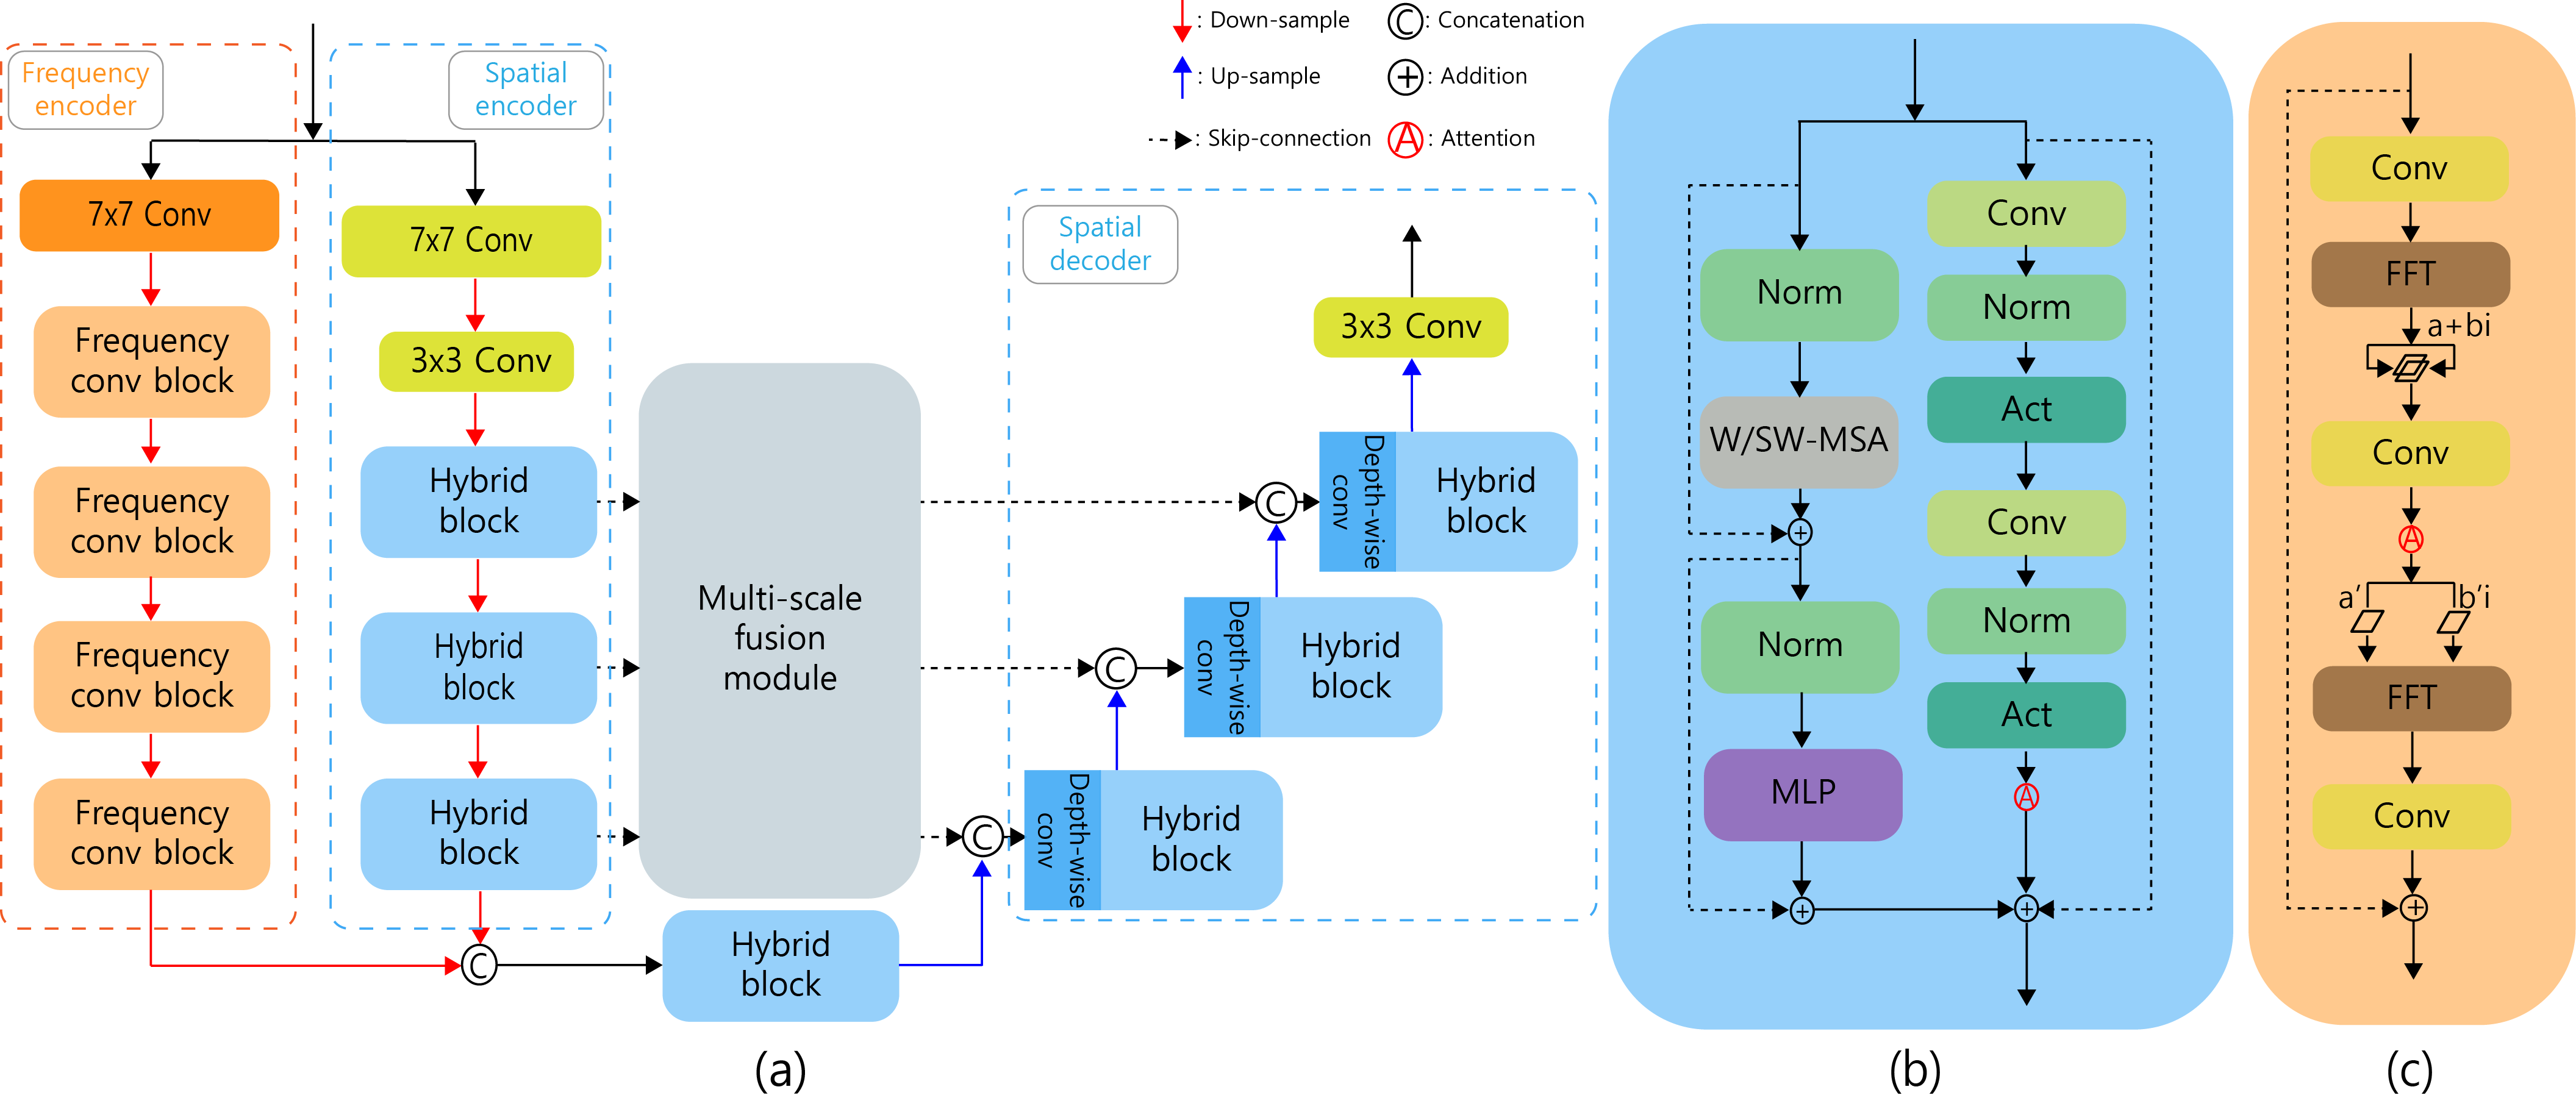 Frequency
encoder
Spatial
encoder
7x7 Conv
Frequency
conv block
Frequency
conv block
Frequency
conv block
Frequency
conv block
7x7 Conv
3x3 Conv
Hybrid
block
Hybrid
block
Hybrid
block
C
Multi-scale
fusion
module
Hybrid
block
: Down-sample
: Up-sample
: Skip-connection
C: Concatenation
+: Addition
A: Attention
Spatial
decoder
3x3 Conv
C
Depth-wise
conv
Hybrid
block
C
Depth-wise
conv
Hybrid
block
C
Depth-wise
conv
Hybrid
block
(a)
Norm
W/SW-MSA
+
Norm
MLP
+
Conv
Norm
Act
Conv
Norm
Act
A
+
(b)
Conv
FFT
a+bi
Conv
A
a' b'i
FFT
Conv
+
(c)